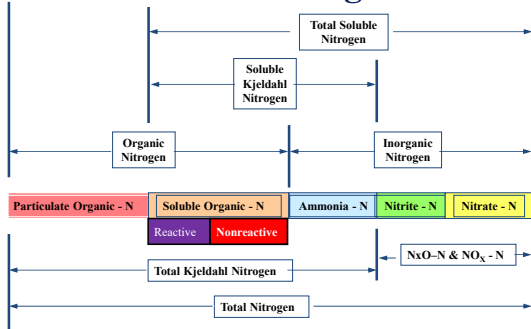 Total Soluble
Nitrogen
Soluble
Kjeldahl
Nitrogen
Organic
Nitrogen
Inorganic
Nitrogen
Particulate Organic - N
Soluble Organic - N
Ammonia - N
Nitrite - N
Nitrate - N
Reactive
Nonreactive
NxO–N & NOX - N
Total Kjeldahl Nitrogen
Total Nitrogen